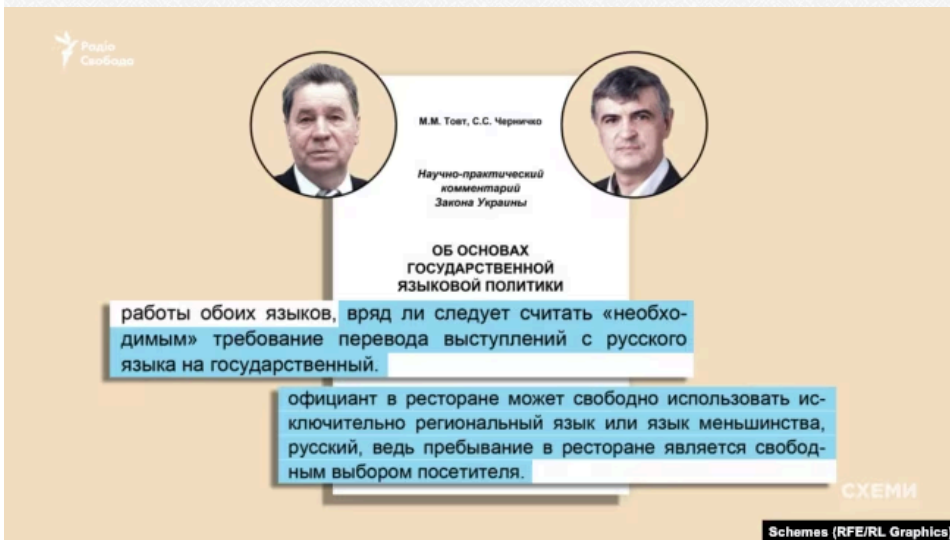 Радіо
Свобода
М.М. Товт, С.С. Черничко
Научно-практический
комментарий
Закона Украины
ОБ ОСНОВАХ
ГОСУДАРСТВЕННОЙ
ЯЗЫКОВОЙ ПОЛИТИКИ
работы обоих языков, вряд ли следует считать «необхо-
димым» требование перевода выступлений с русского
языка на государственный.
официант в ресторане может свободно использовать ис-
ключительно региональный язык или язык меньшинства,
русский, ведь пребывание в ресторане является свобод-
ным выбором посетителя.
СХЕМИ
Schemes (RFE/RL Graphics)